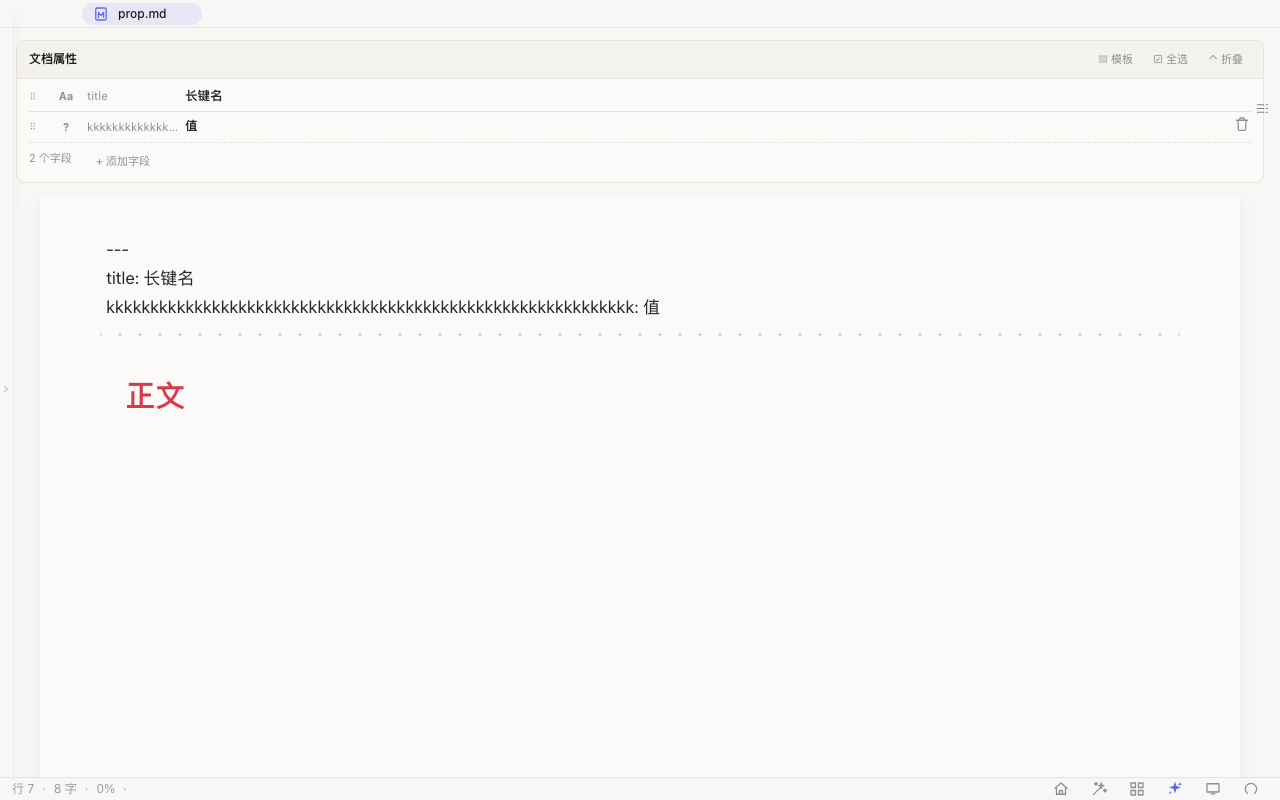 prop.md
文档属性
模板 全选 折叠
Aa title 长键名
? kkkkkkkkkkkkk... 值
2 个字段 + 添加字段
---
title: 长键名
kkkkkkkkkkkkkkkkkkkkkkkkkkkkkkkkkkkkkkkkkkkkkkkkkkkkkkkkkkkk: 值
正文
行 7 · 8 字 · 0% ·